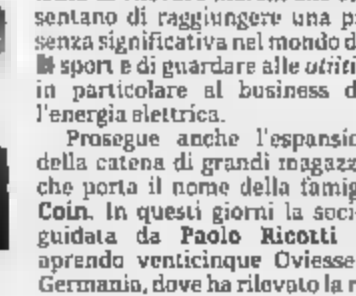 sentano di raggiungere una p
senza significativa nel mondo d
sport e di guardare alle utiliti
in particolare al business d
l'energia elettrica.
Prosegue anche l'espansio
della catena di grandi magaz
che porta il nome della famig
Coin. In questi giorni la soci
guidata da Paolo Ricotti
aprendo venticinque Oviesse
Germania, dove ha rilevato la